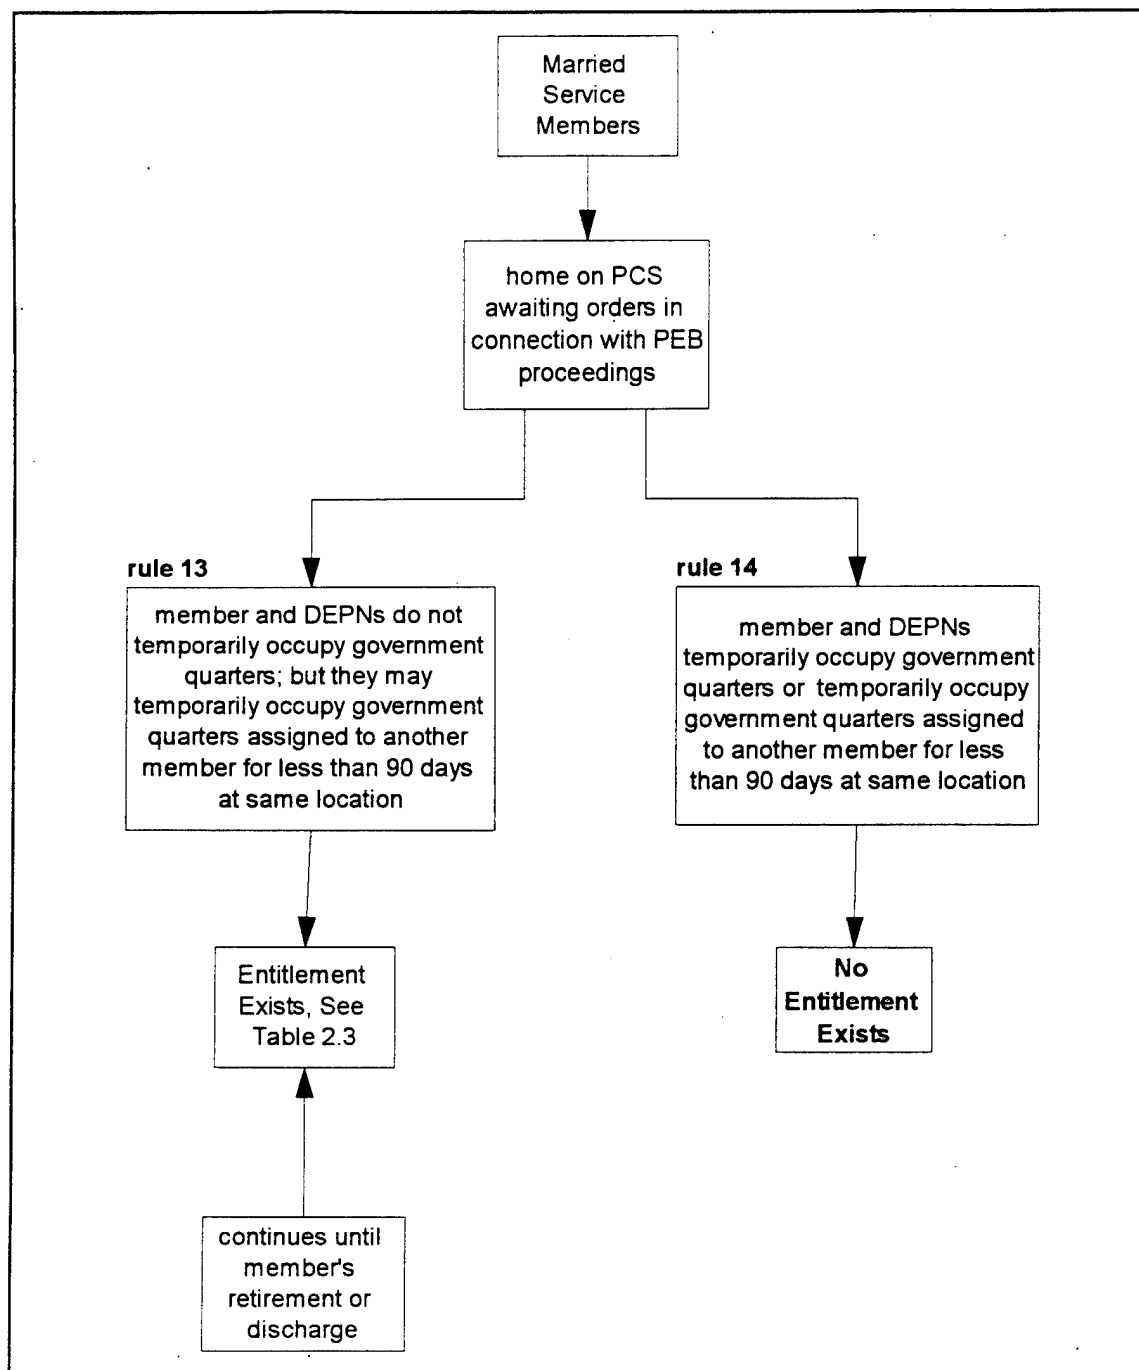 Married
Service
Members
home on PCS
awaiting orders in
connection with PEB
proceedings
rule 13
member and DEPNs do not
temporarily occupy government
quarters; but they may
temporarily occupy government
quarters assigned to another
member for less than 90 days
at same location
rule 14
member and DEPNs
temporarily occupy government
quarters or temporarily occupy
government quarters assigned
to another member for less
than 90 days at same location
Entitlement
Exists, See
Table 2.3
No
Entitlement
Exists
continues until
member's
retirement or
discharge